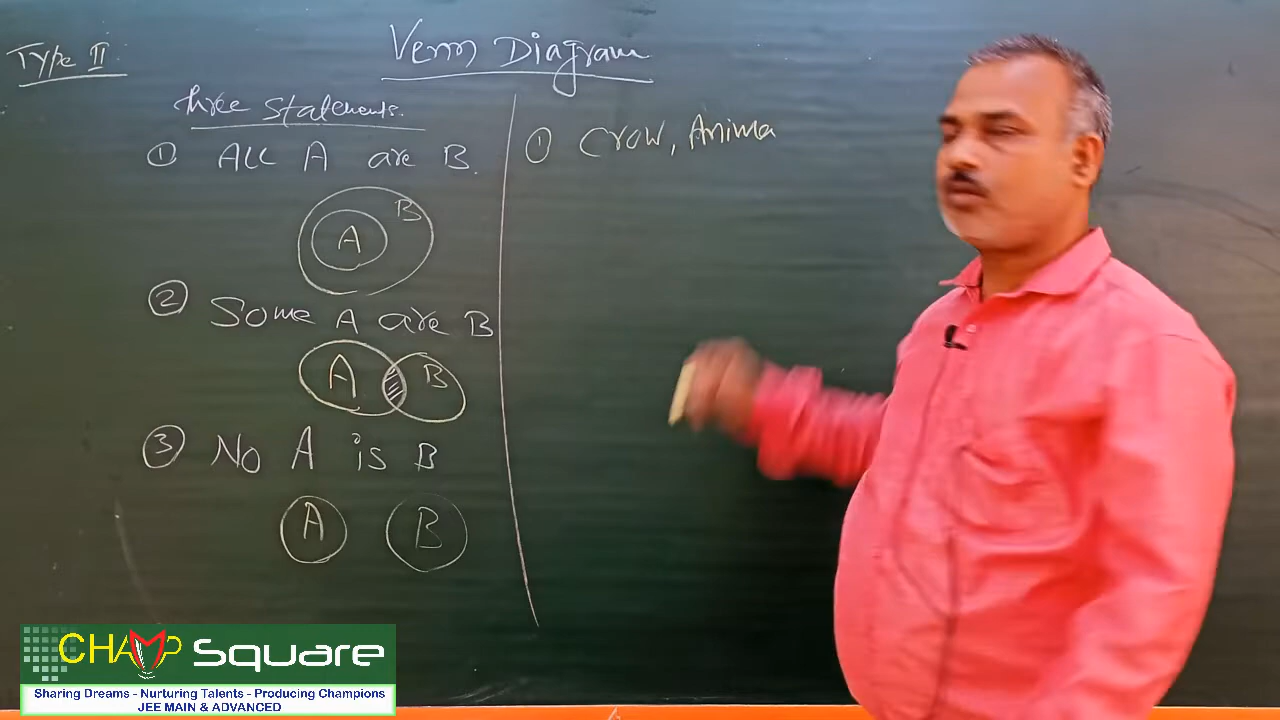 Type II
Venn Diagram
three statements.
① All A are B.
A B
② Some A are B
A B
③ No A is B
A B
① Crow, Anima
CHAMP Square
Sharing Dreams - Nurturing Talents - Producing Champions
JEE MAIN & ADVANCED